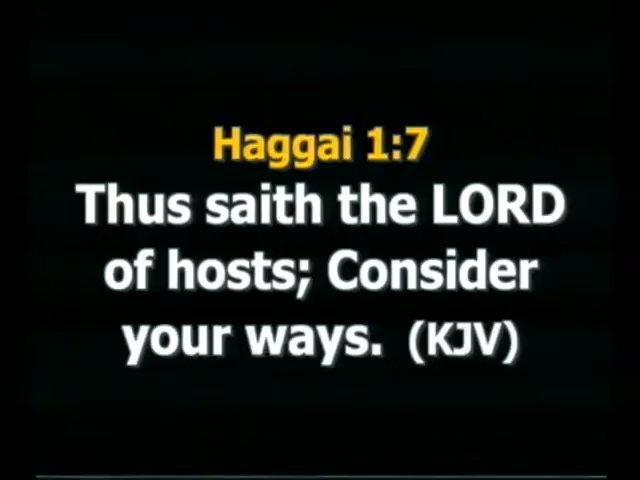 Haggai 1:7
Thus saith the LORD
of hosts; Consider
your ways. (KJV)